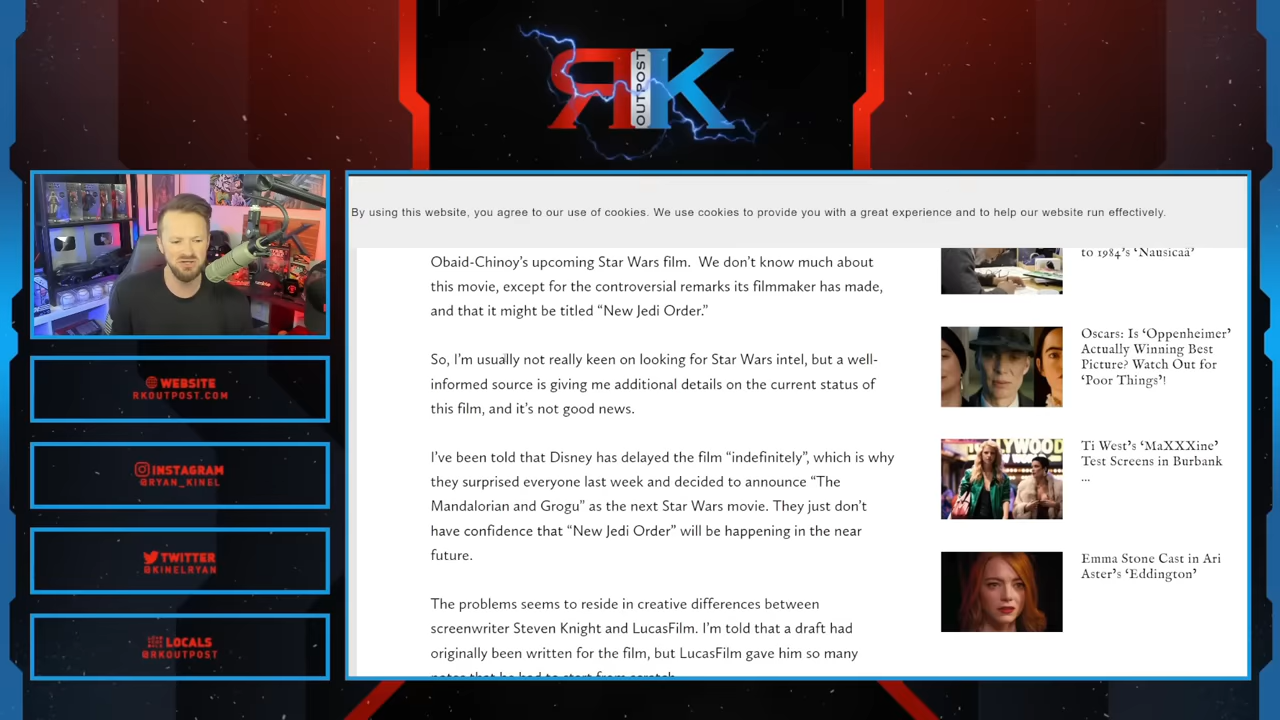 RK
OUTPOST
WEBSITE
RKOUTPOST.COM
INSTAGRAM
@RYAN_KINEL
TWITTER
@KINELRYAN
LOCALS
@RKOUTPOST
By using this website, you agree to our use of cookies. We use cookies to provide you with a great experience and to help our website run effectively.
Obaid-Chinoy’s upcoming Star Wars film.  We don’t know much about
this movie, except for the controversial remarks its filmmaker has made,
and that it might be titled “New Jedi Order.”
So, I’m usually not really keen on looking for Star Wars intel, but a well-
informed source is giving me additional details on the current status of
this film, and it’s not good news.
I’ve been told that Disney has delayed the film “indefinitely”, which is why
they surprised everyone last week and decided to announce “The
Mandalorian and Grogu” as the next Star Wars movie. They just don’t
have confidence that “New Jedi Order” will be happening in the near
future.
The problems seems to reside in creative differences between
screenwriter Steven Knight and LucasFilm. I’m told that a draft had
originally been written for the film, but LucasFilm gave him so many
notes that he had to start from scratch.
to 1984’s ‘Nausicaä’
Oscars: Is ‘Oppenheimer’
Actually Winning Best
Picture? Watch Out for
‘Poor Things’!
Ti West’s ‘MaXXXine’
Test Screens in Burbank
...
Emma Stone Cast in Ari
Aster’s ‘Eddington’